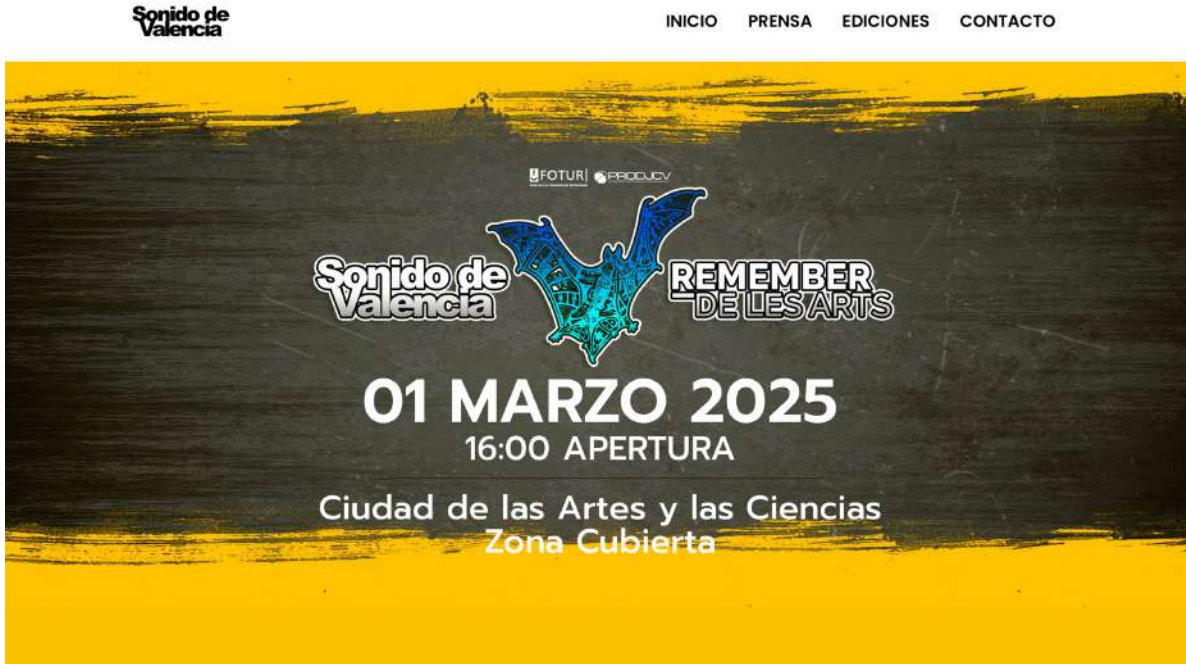 Sonido de
Valencia
INICIO PRENSA EDICIONES CONTACTO
FOTUR PRODJCV
Sonido de
Valencia
REMEMBER
DE LES ARTS
01 MARZO 2025
16:00 APERTURA
Ciudad de las Artes y las Ciencias
Zona Cubierta